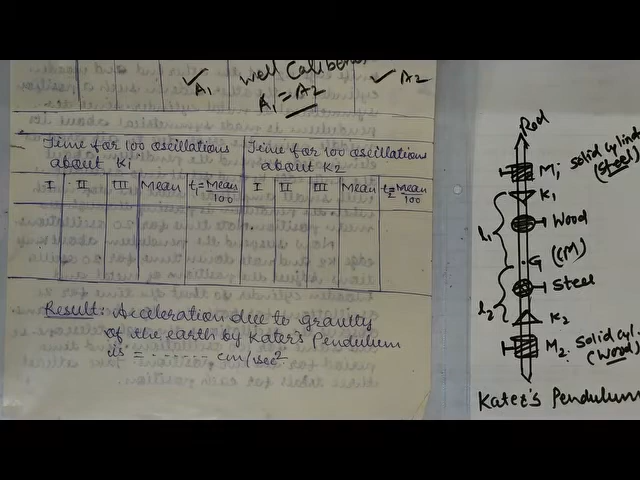 ✓ A1
Well Caliber
✓ A2
A1 = A2
Time for 100 oscillations about K1
Time for 100 oscillations about K2
I II III Mean t1 = Mean/100 I II III Mean t2 = Mean/100
Result: Acceleration due to gravity
of the earth by Kater's Pendulum
is = ....... cm/sec2
Rod
M1 solid cylinde
(steel)
K1
l1
Wood
G (CM)
l2
Steel
K2
M2 solid cyl.
(Wood)
Kater's Pendulum